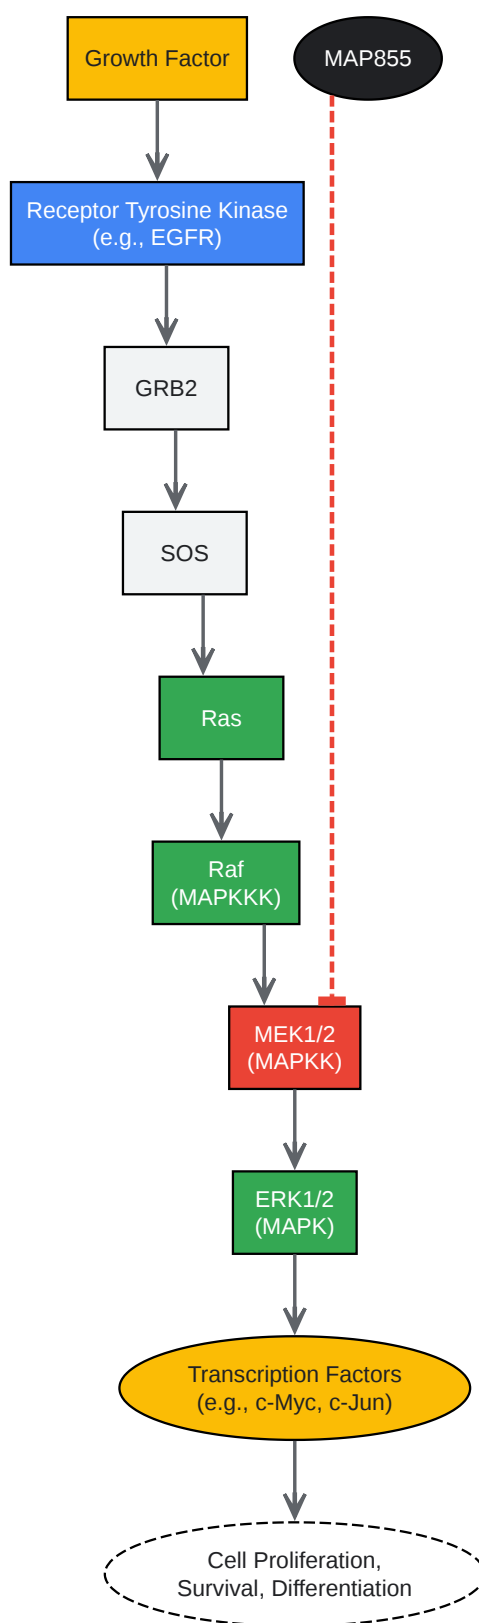 Growth Factor
MAP855
Receptor Tyrosine Kinase
(e.g., EGFR)
GRB2
SOS
Ras
Raf
(MAPKKK)
MEK1/2
(MAPKK)
ERK1/2
(MAPK)
Transcription Factors
(e.g., c-Myc, c-Jun)
Cell Proliferation,
Survival, Differentiation